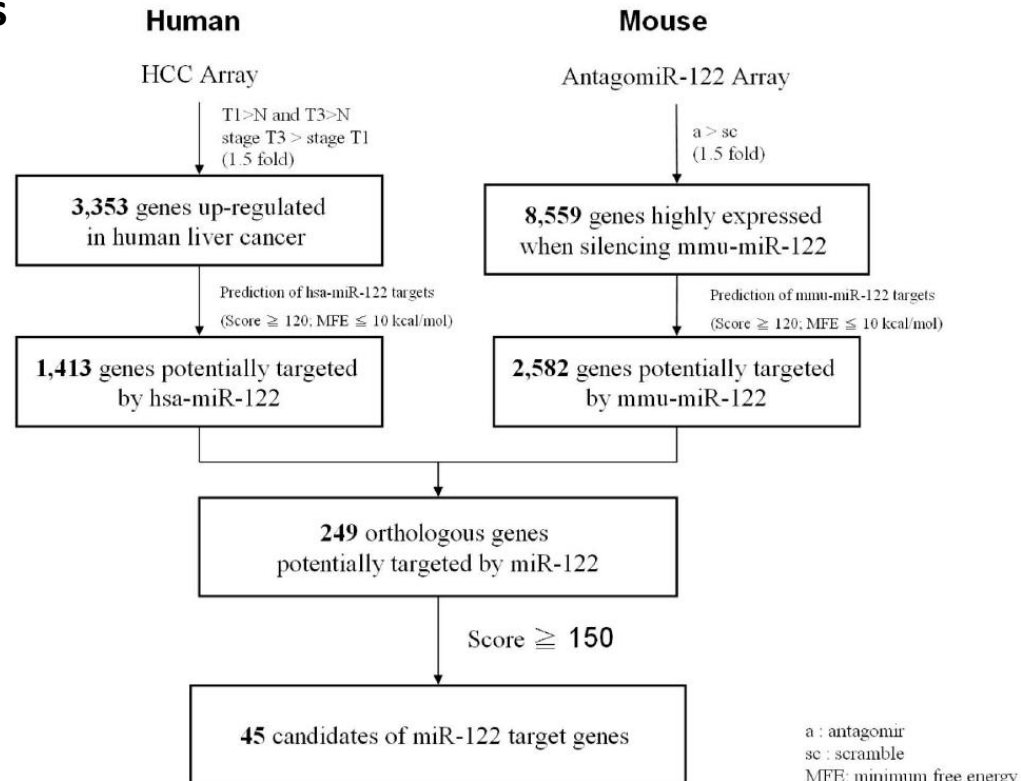 s
Human
Mouse
HCC Array
AntagomiR-122 Array
T1>N and T3>N
stage T3 > stage T1
(1.5 fold)
a > sc
(1.5 fold)
3,353 genes up-regulated
in human liver cancer
8,559 genes highly expressed
when silencing mmu-miR-122
Prediction of hsa-miR-122 targets
(Score ≧ 120; MFE ≦ 10 kcal/mol)
Prediction of mmu-miR-122 targets
(Score ≧ 120; MFE ≦ 10 kcal/mol)
1,413 genes potentially targeted
by hsa-miR-122
2,582 genes potentially targeted
by mmu-miR-122
249 orthologous genes
potentially targeted by miR-122
Score ≧ 150
45 candidates of miR-122 target genes
a : antagomir
sc : scramble
MFE: minimum free energy